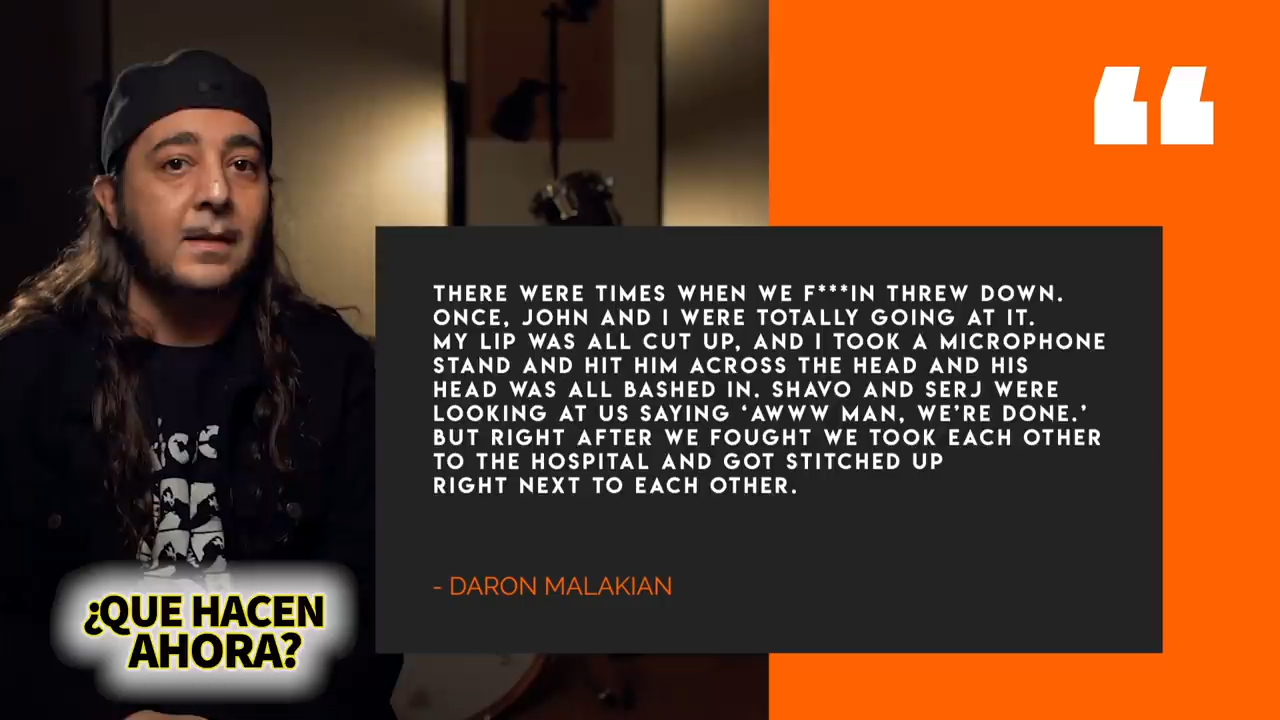 “
THERE WERE TIMES WHEN WE F***IN THREW DOWN.
ONCE, JOHN AND I WERE TOTALLY GOING AT IT.
MY LIP WAS ALL CUT UP, AND I TOOK A MICROPHONE
STAND AND HIT HIM ACROSS THE HEAD AND HIS
HEAD WAS ALL BASHED IN. SHAVO AND SERJ WERE
LOOKING AT US SAYING ‘AWWW MAN, WE’RE DONE.’
BUT RIGHT AFTER WE FOUGHT WE TOOK EACH OTHER
TO THE HOSPITAL AND GOT STITCHED UP
RIGHT NEXT TO EACH OTHER.
- DARON MALAKIAN
¿QUE HACEN
AHORA?